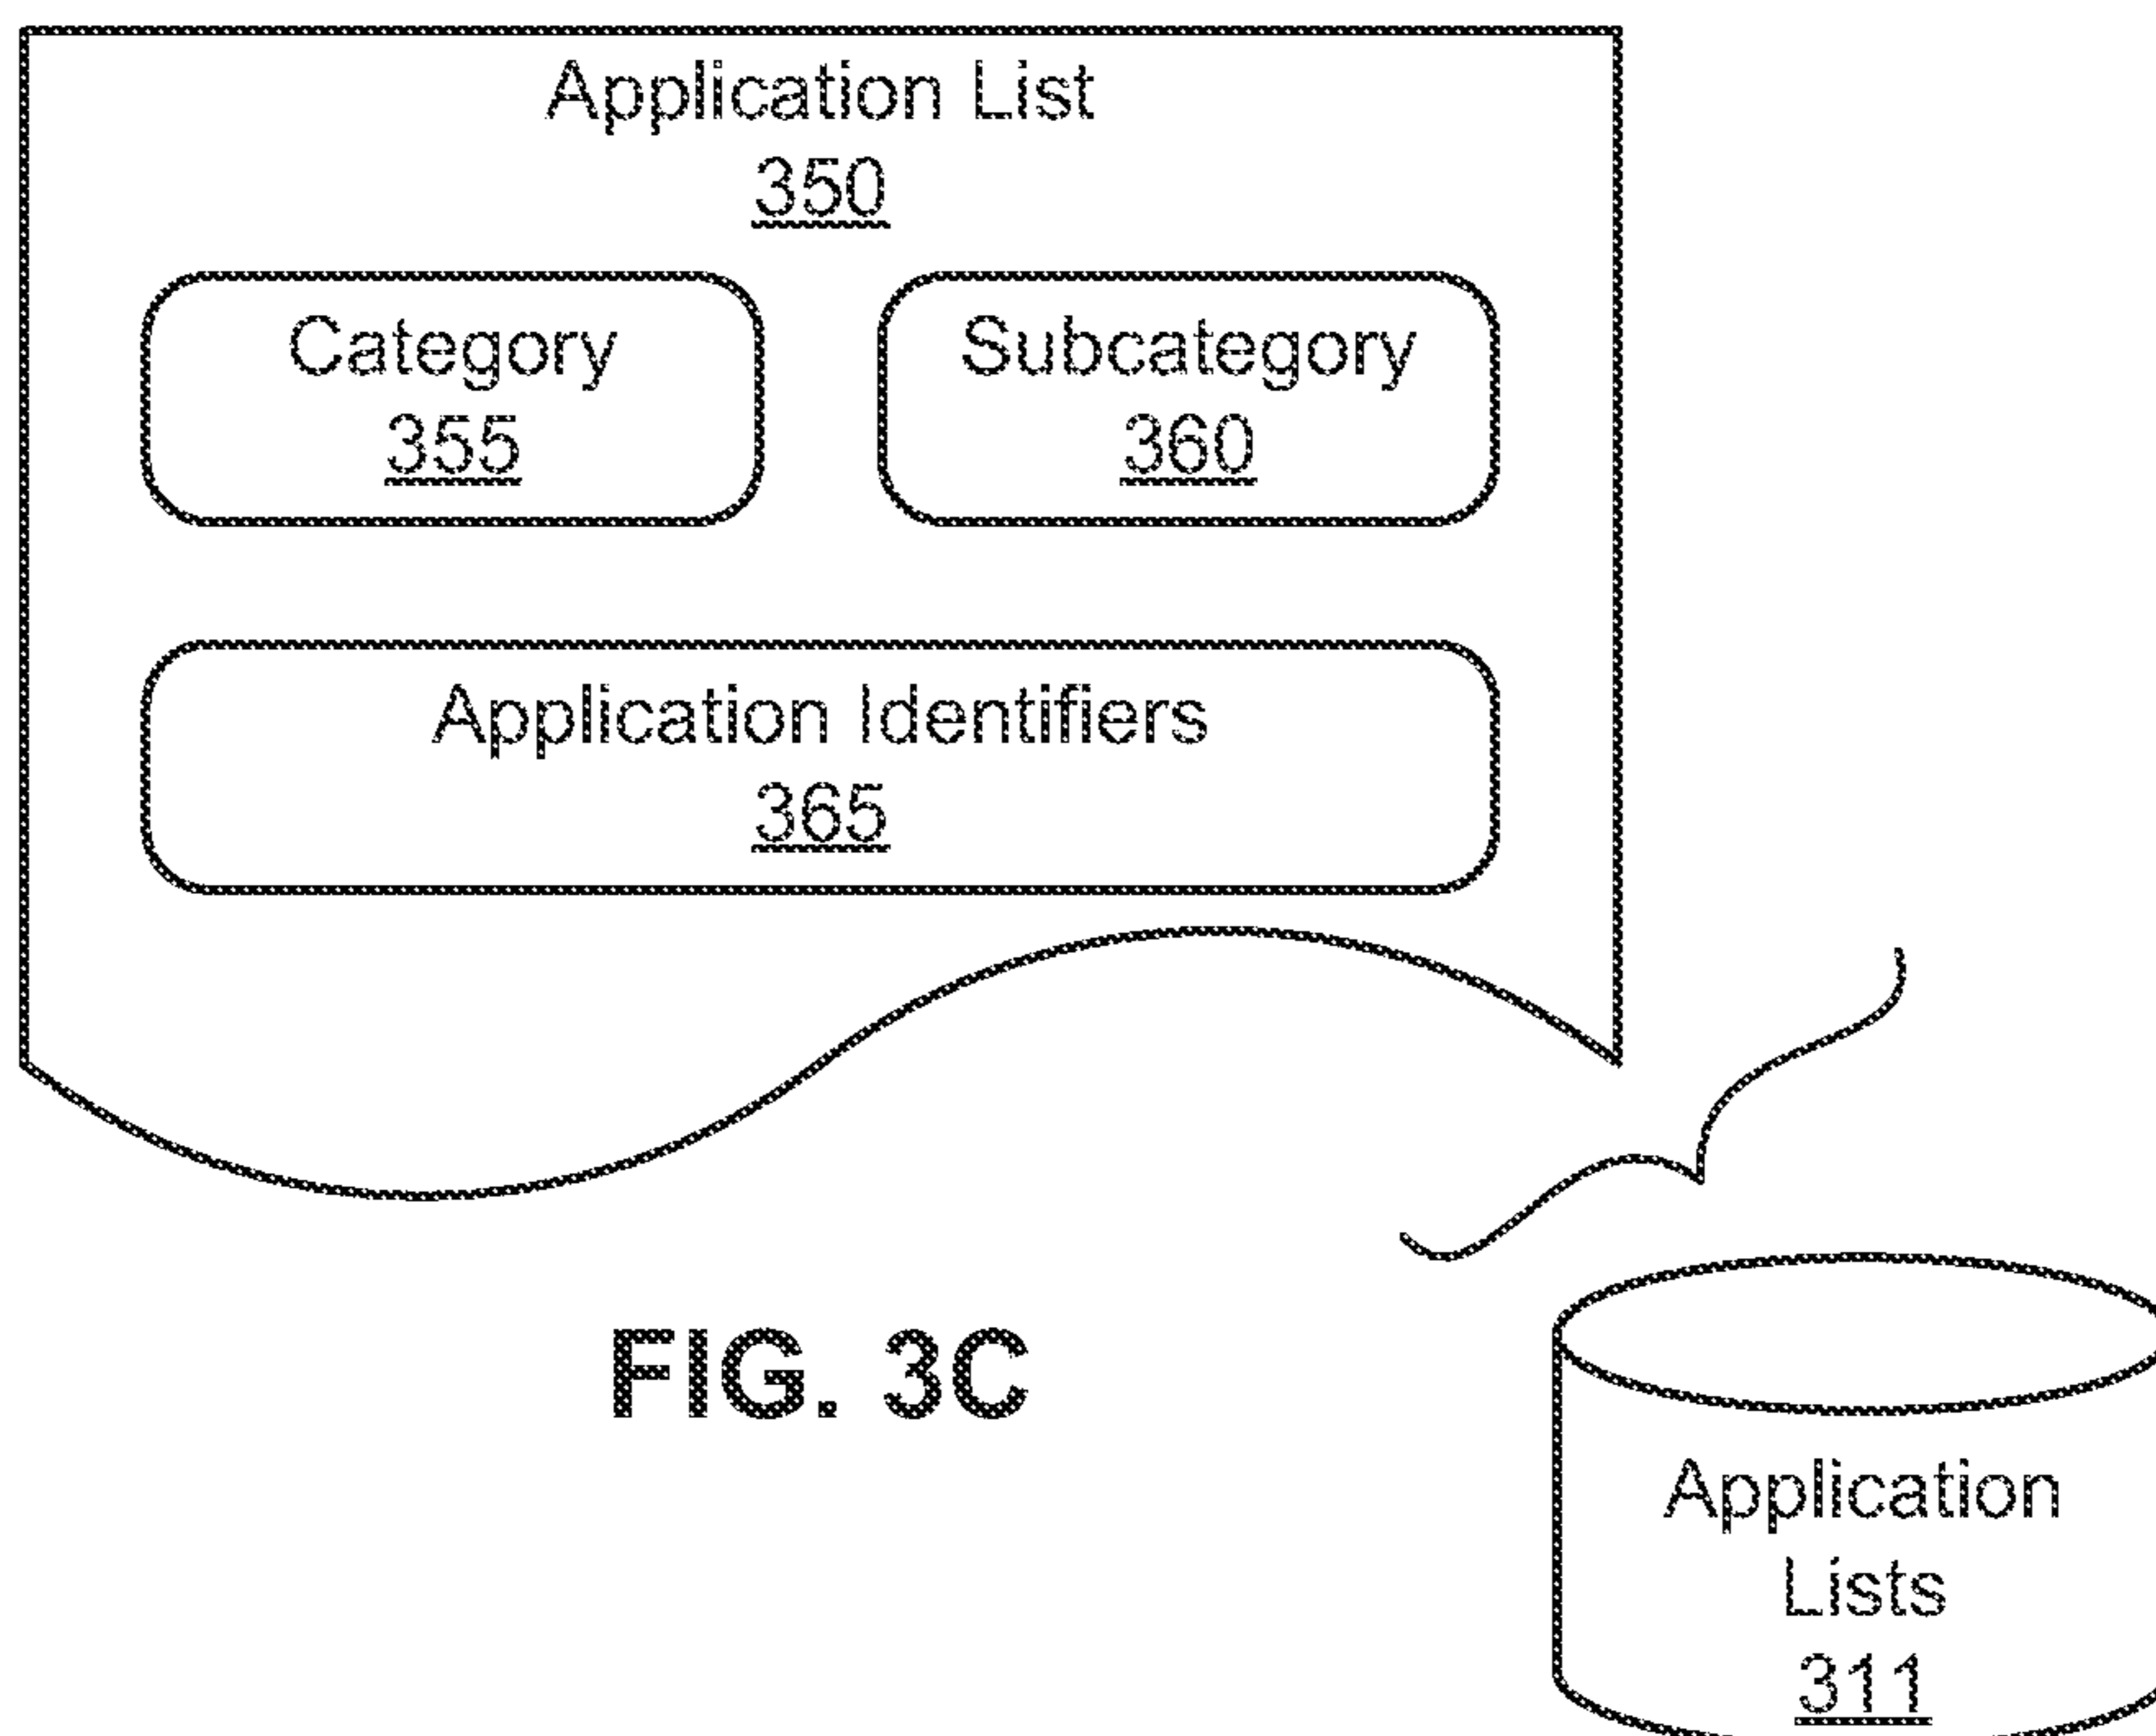 Application List
350
Category
355
Subcategory
360
Application Identifiers
365
FIG. 3C
Application
Lists
311